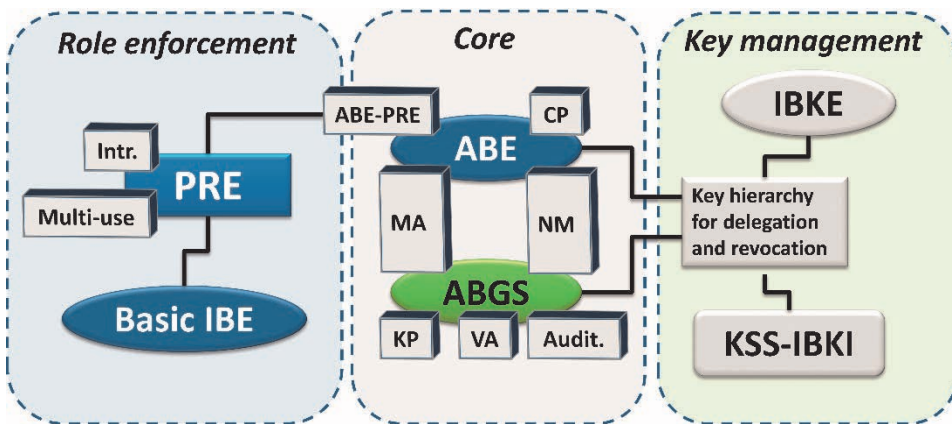 Role enforcement
Intr.
PRE
Multi-use
Basic IBE
Core
ABE-PRE
CP
ABE
MA
NM
ABGS
KP
VA
Audit.
Key management
IBKE
Key hierarchy
for delegation
and revocation
KSS-IBKI